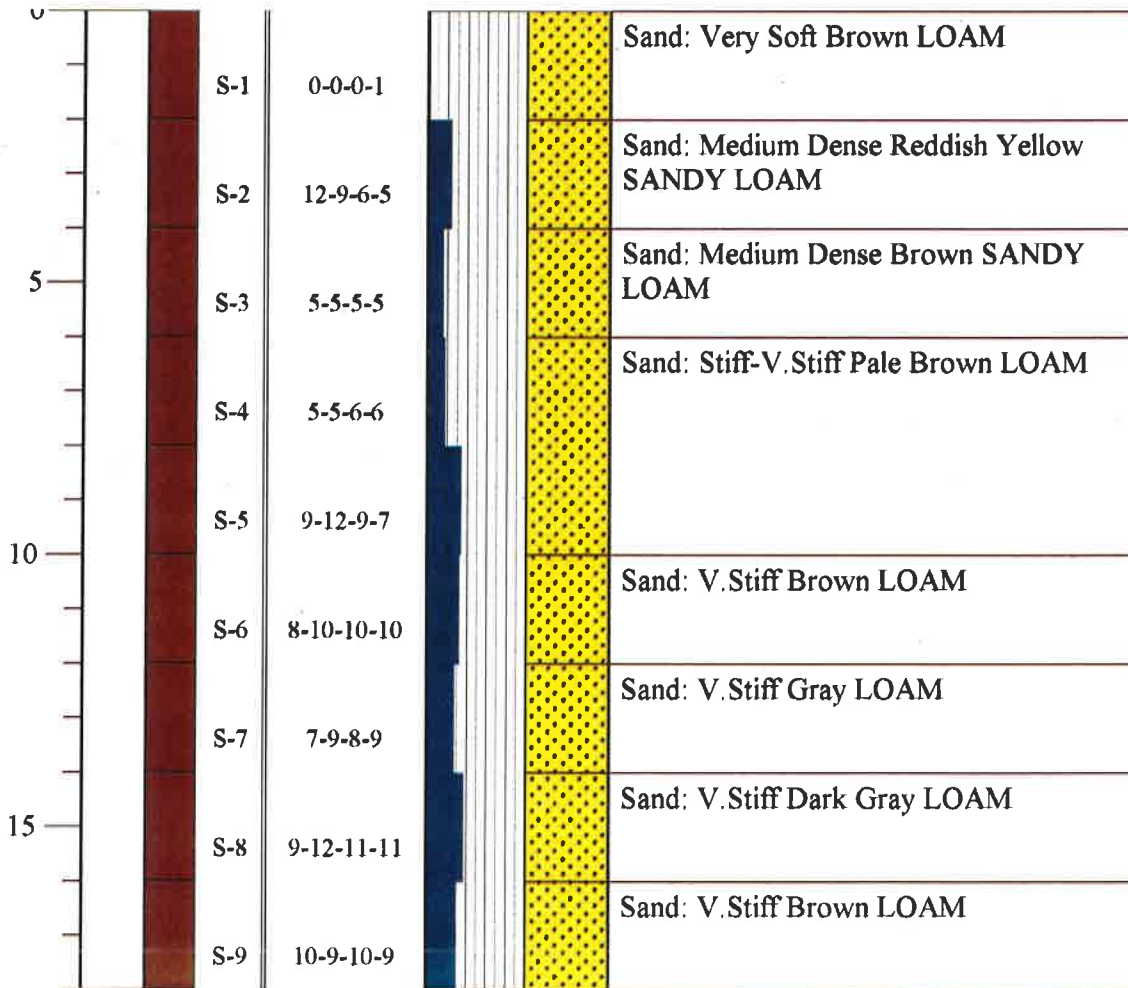 0
Sand: Very Soft Brown LOAM
S-1 0-0-0-1
Sand: Medium Dense Reddish Yellow
SANDY LOAM
S-2 12-9-6-5
Sand: Medium Dense Brown SANDY
LOAM
5
S-3 5-5-5-5
Sand: Stiff-V.Stiff Pale Brown LOAM
S-4 5-5-6-6
S-5 9-12-9-7
10
Sand: V.Stiff Brown LOAM
S-6 8-10-10-10
Sand: V.Stiff Gray LOAM
S-7 7-9-8-9
Sand: V.Stiff Dark Gray LOAM
15
S-8 9-12-11-11
Sand: V.Stiff Brown LOAM
S-9 10-9-10-9